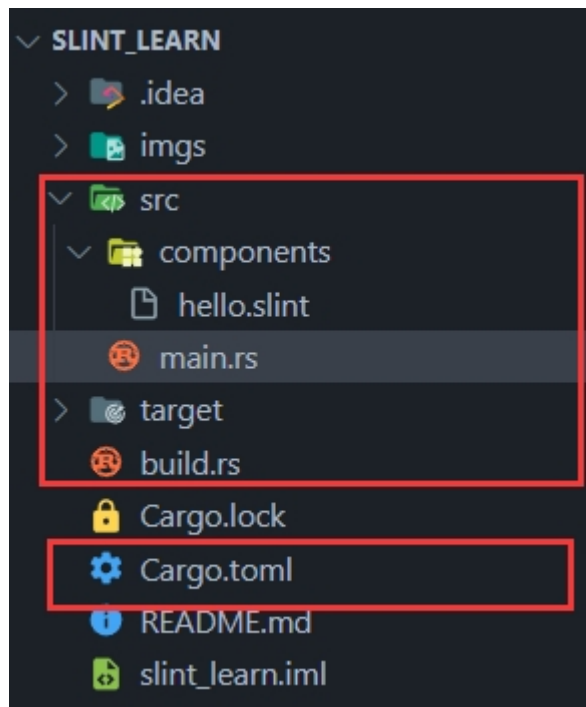 SLINT_LEARN
.idea
imgs
src
components
hello.slint
main.rs
target
build.rs
Cargo.lock
Cargo.toml
README.md
slint_learn.iml